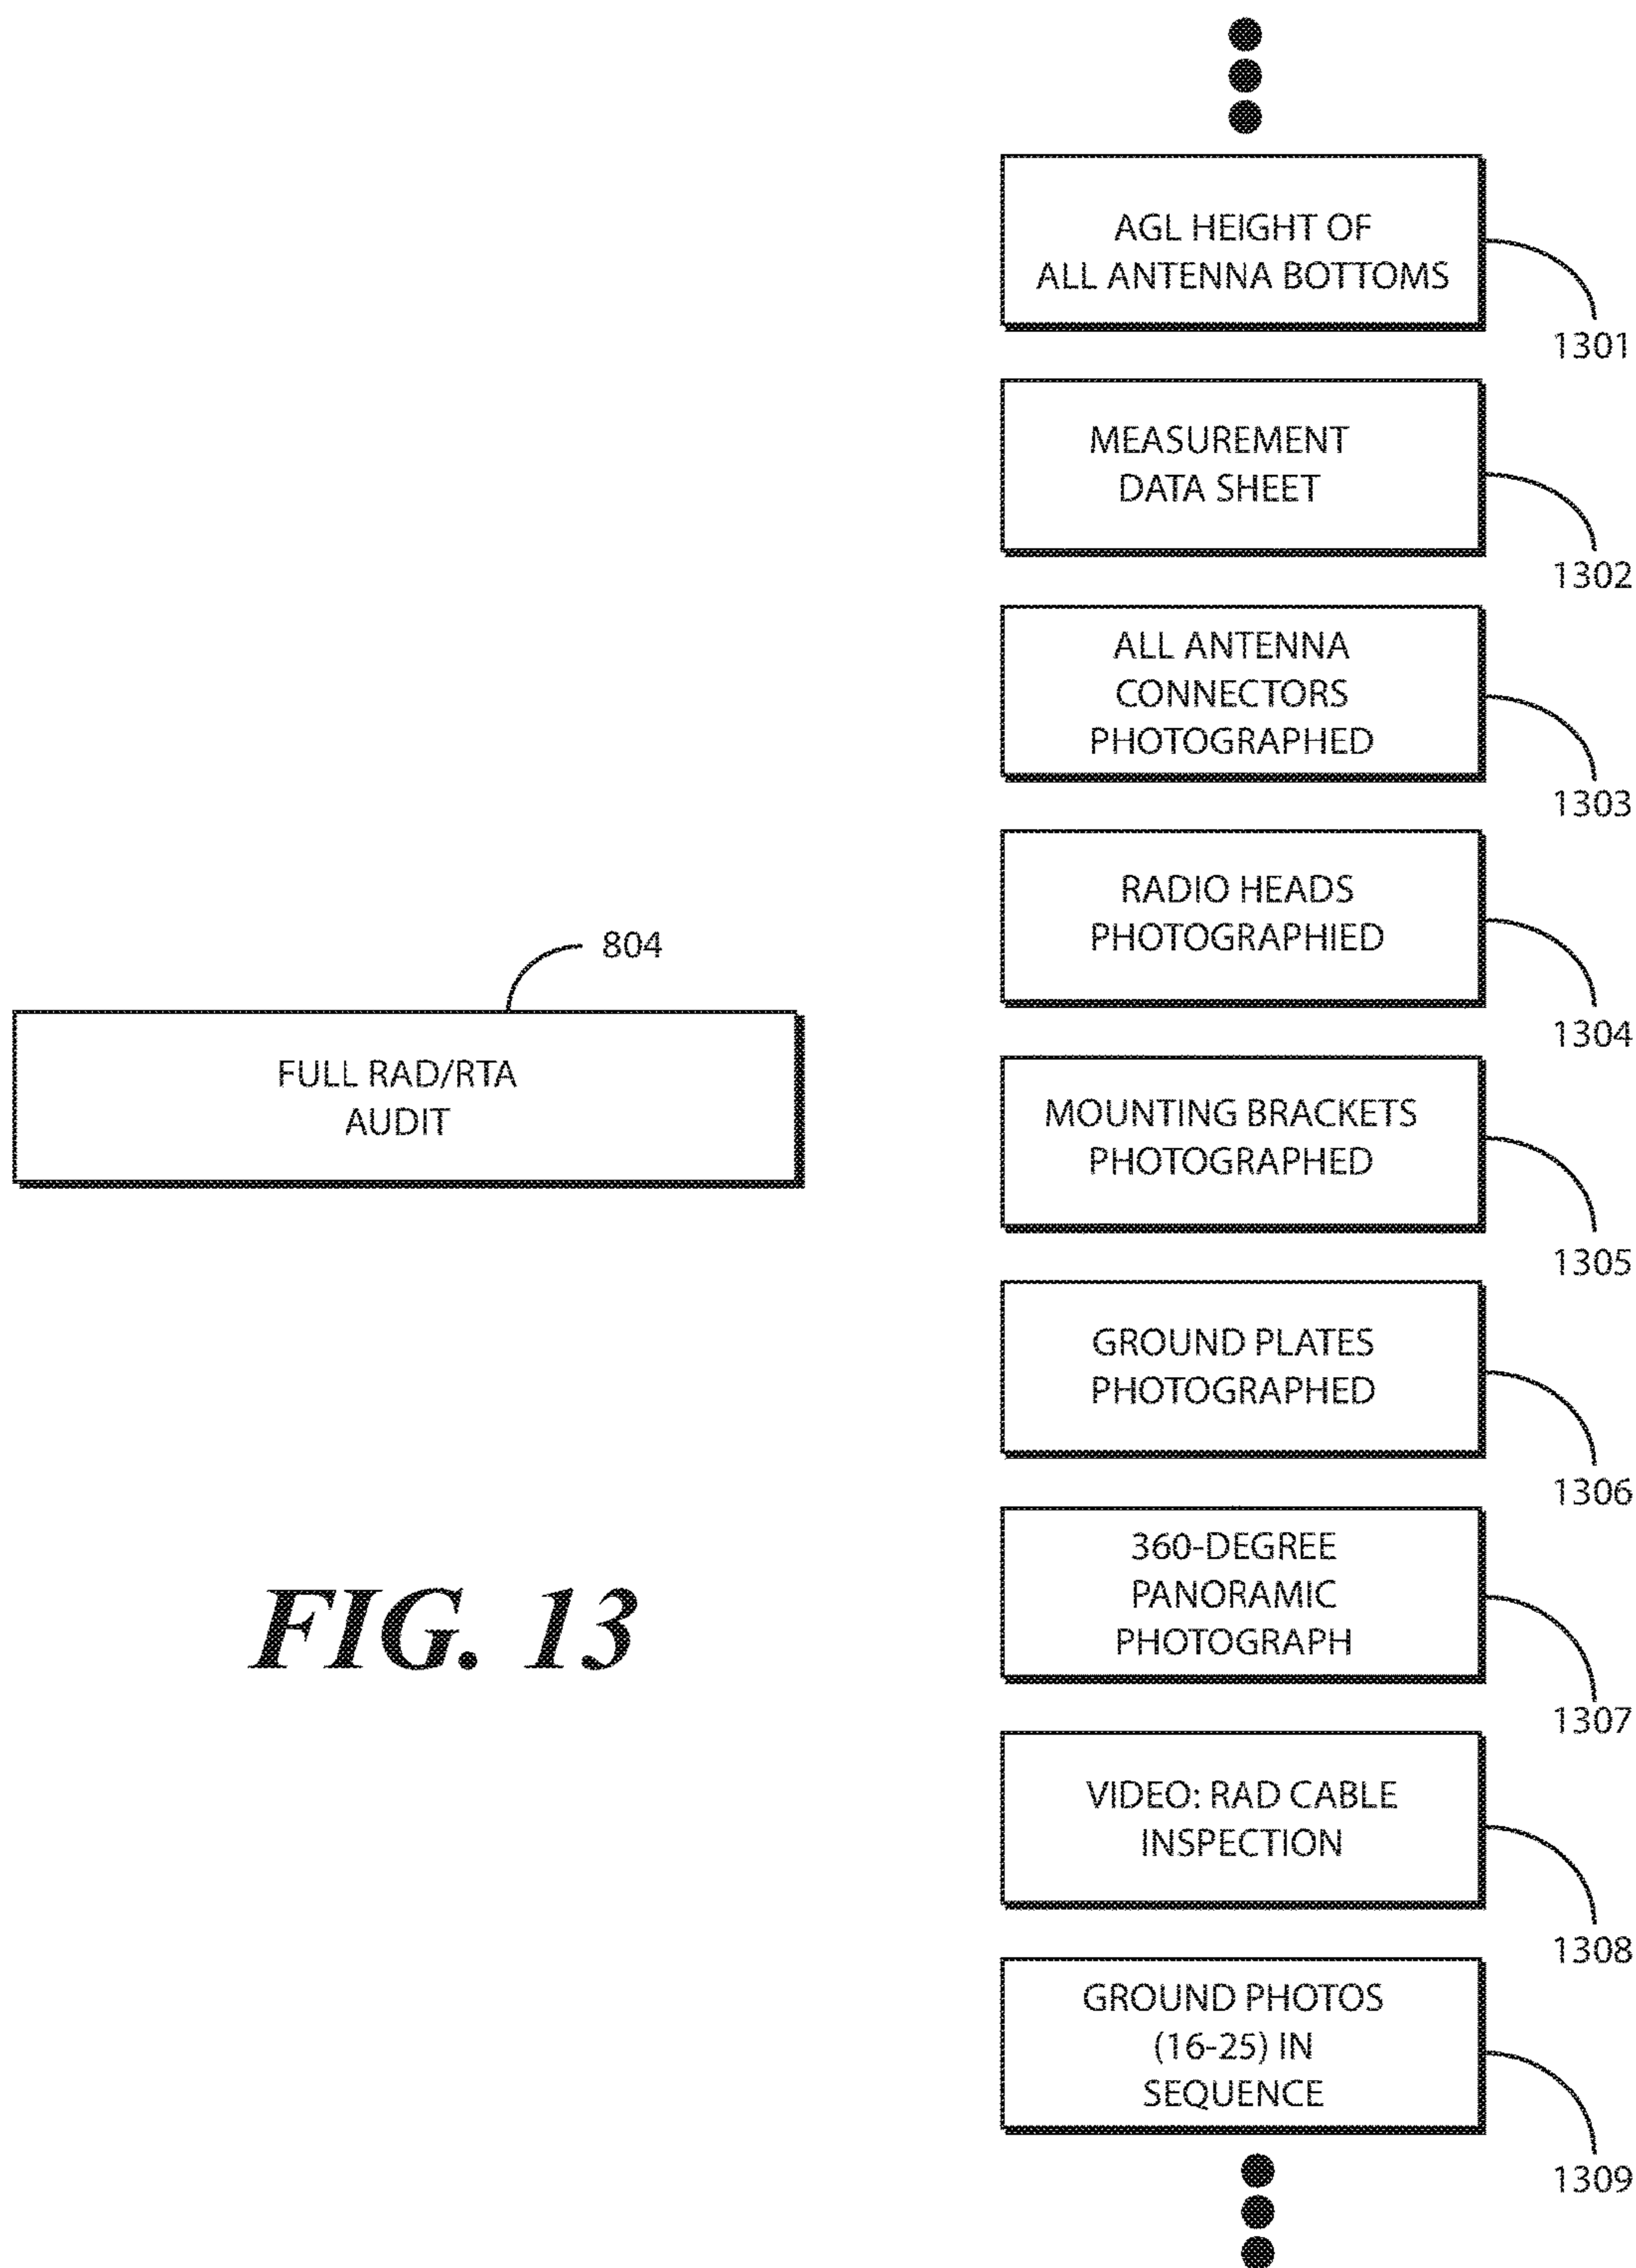 AGL HEIGHT OF
ALL ANTENNA BOTTOMS
1301
MEASUREMENT
DATA SHEET
1302
ALL ANTENNA
CONNECTORS
PHOTOGRAPHED
1303
RADIO HEADS
PHOTOGRAPHIED
1304
804
FULL RAD/RTA
AUDIT
MOUNTING BRACKETS
PHOTOGRAPHED
1305
GROUND PLATES
PHOTOGRAPHED
1306
360-DEGREE
PANORAMIC
PHOTOGRAPH
1307
FIG. 13
VIDEO: RAD CABLE
INSPECTION
1308
GROUND PHOTOS
(16-25) IN
SEQUENCE
1309